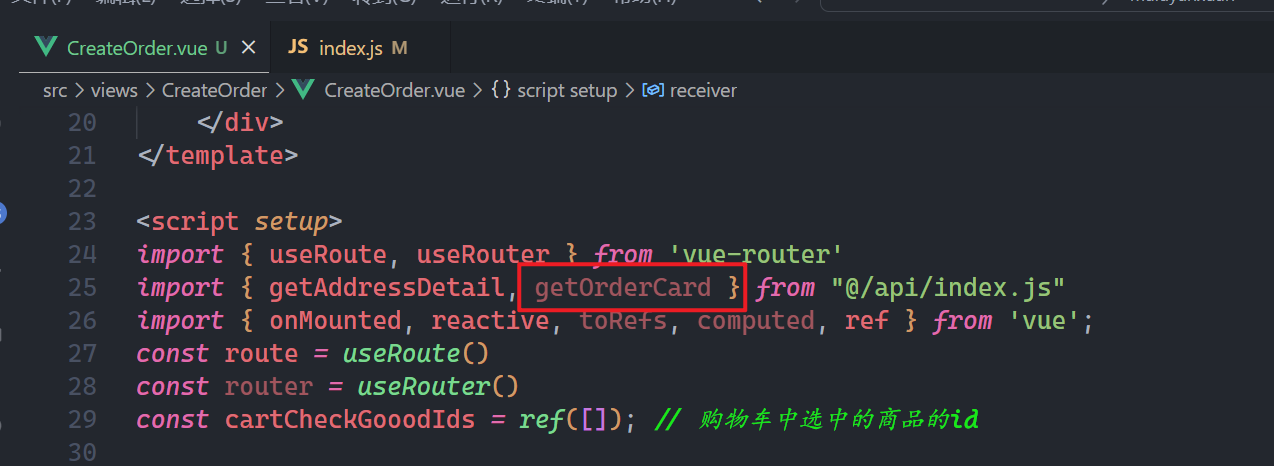 CreateOrder.vue U × JS index.js M
src > views > CreateOrder > CreateOrder.vue > {} script setup > receiver
20 </div>
21 </template>
22
23 <script setup>
24 import { useRoute, useRouter } from 'vue-router'
25 import { getAddressDetail, getOrderCard } from "@/api/index.js"
26 import { onMounted, reactive, toRefs, computed, ref } from 'vue';
27 const route = useRoute()
28 const router = useRouter()
29 const cartCheckGooodIds = ref([]); // 购物车中选中的商品的id
30